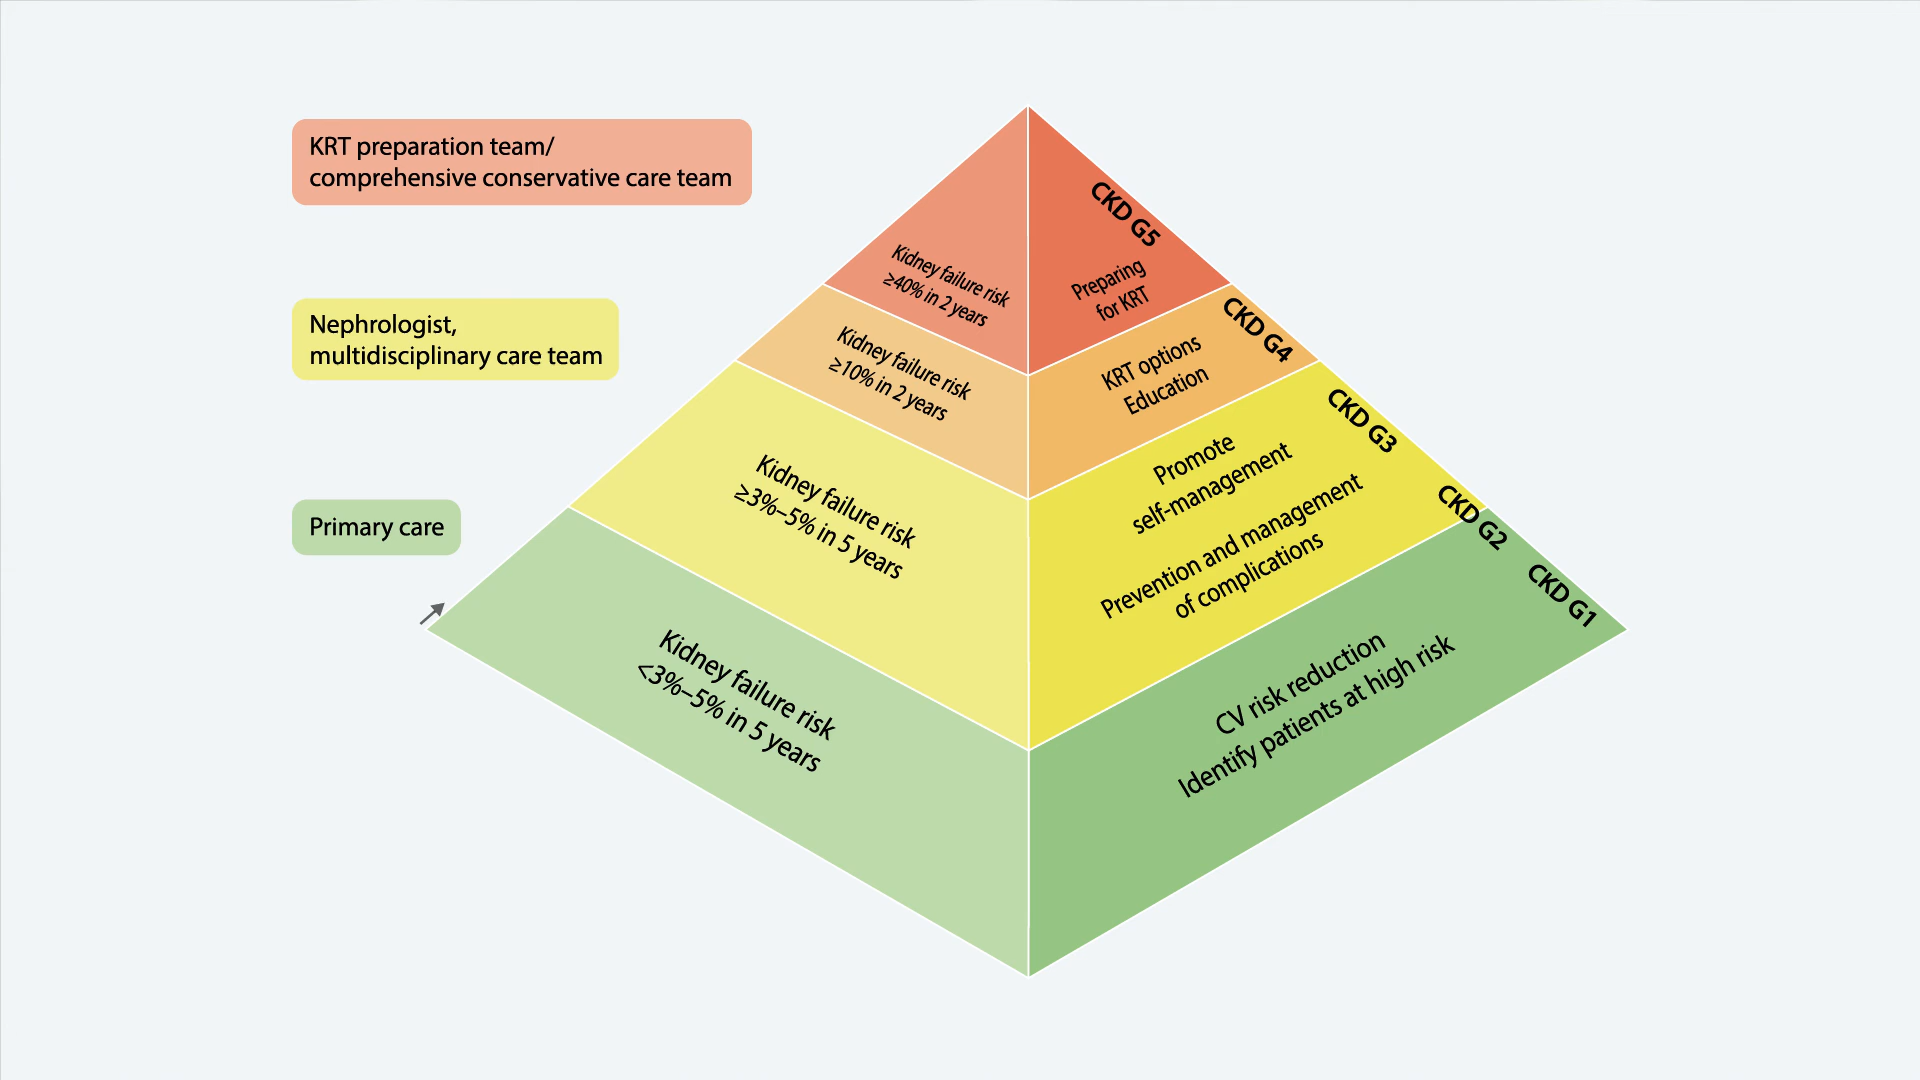 KRT preparation team/
comprehensive conservative care team
Nephrologist,
multidisciplinary care team
Primary care
Kidney failure risk
≥40% in 2 years
Kidney failure risk
≥10% in 2 years
Kidney failure risk
≥3%–5% in 5 years
Kidney failure risk
<3%–5% in 5 years
CKD G5
Preparing
for KRT
CKD G4
KRT options
Education
CKD G3
Promote
self-management
Prevention and management
of complications
CKD G2
CKD G1
CV risk reduction
Identify patients at high risk